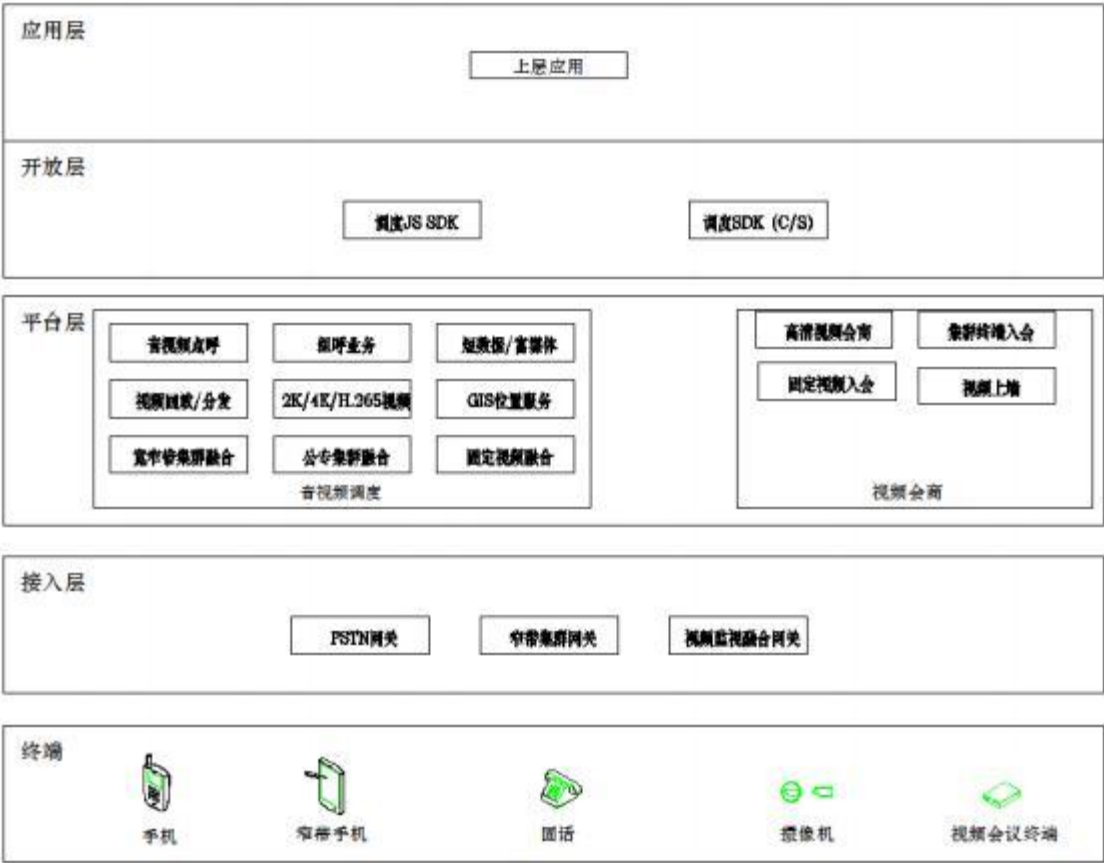 应用层
上层应用
开放层
调度JS SDK
调度SDK (C/S)
平台层
音视频点呼
组呼业务
短数据/富媒体
视频回传/分发
2K/4K/H.265视频
GIS位置服务
宽窄带集群融合
公专集群融合
固定视频融合
音视频调度
高清视频会商
集群终端入会
固定视频入会
视频上墙
视频会商
接入层
PSTN网关
窄带集群网关
视频监视融合网关
终端
手机
窄带手机
固话
摄像机
视频会议终端